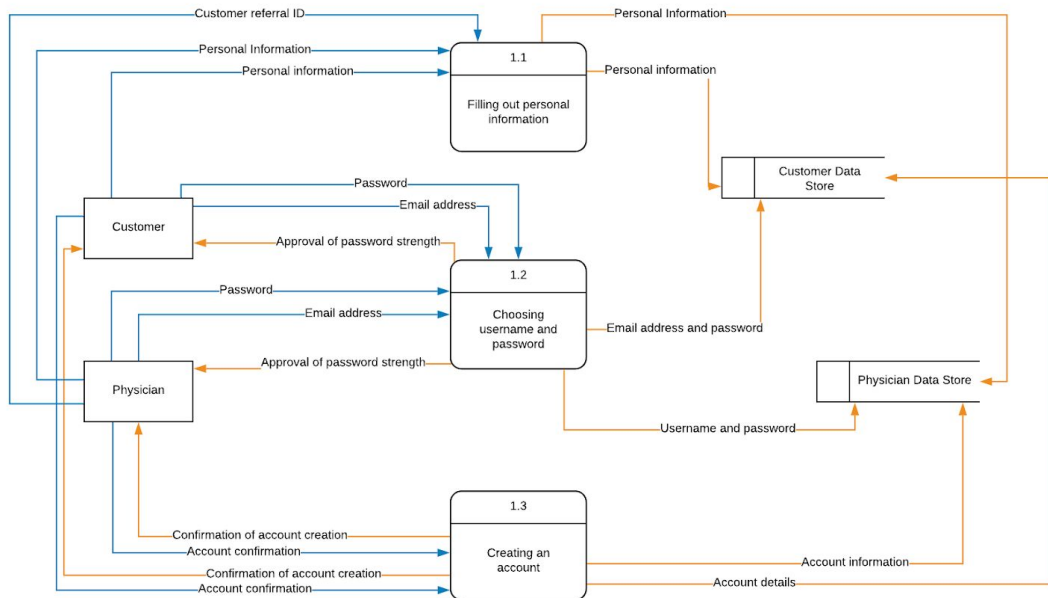 Customer referral ID
Personal Information
Personal Information
1.1
Personal information
Personal information
Filling out personal
information
Customer Data
Store
Password
Email address
Customer
Approval of password strength
1.2
Password
Email address
Choosing
username and
password
Email address and password
Approval of password strength
Physician
Physician Data Store
Username and password
1.3
Confirmation of account creation
Account confirmation
Creating an
account
Account information
Confirmation of account creation
Account details
Account confirmation